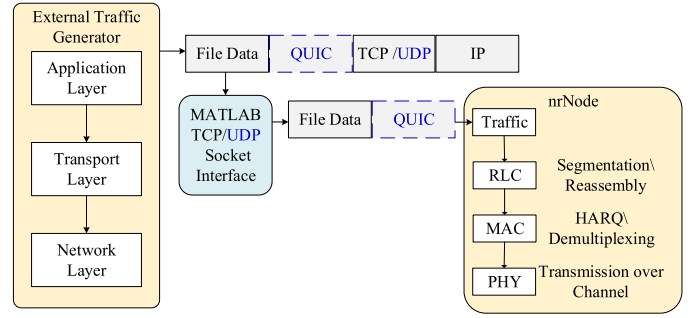 External Traffic
Generator
Application
Layer
Transport
Layer
Network
Layer
File Data
QUIC
TCP /UDP
IP
MATLAB
TCP/UDP
Socket
Interface
File Data
QUIC
nrNode
Traffic
RLC
Segmentation\
Reassembly
MAC
HARQ\
Demultiplexing
PHY
Transmission over
Channel